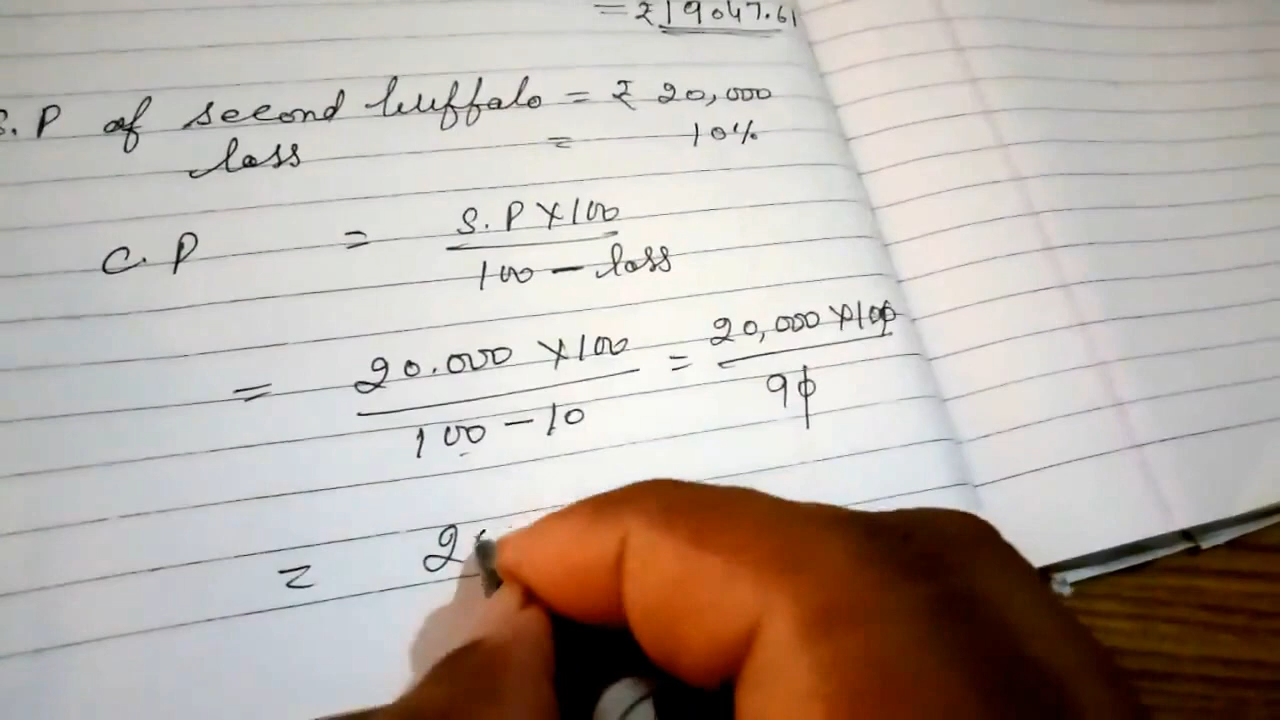 = ₹ 19047.61
S. P of second buffalo = ₹ 20,000
loss = 10%
C. P = S. P X 100 / 100 - loss
= 20.000 X 100 / 100 - 10 = 20,000 X 100 / 90
= 2